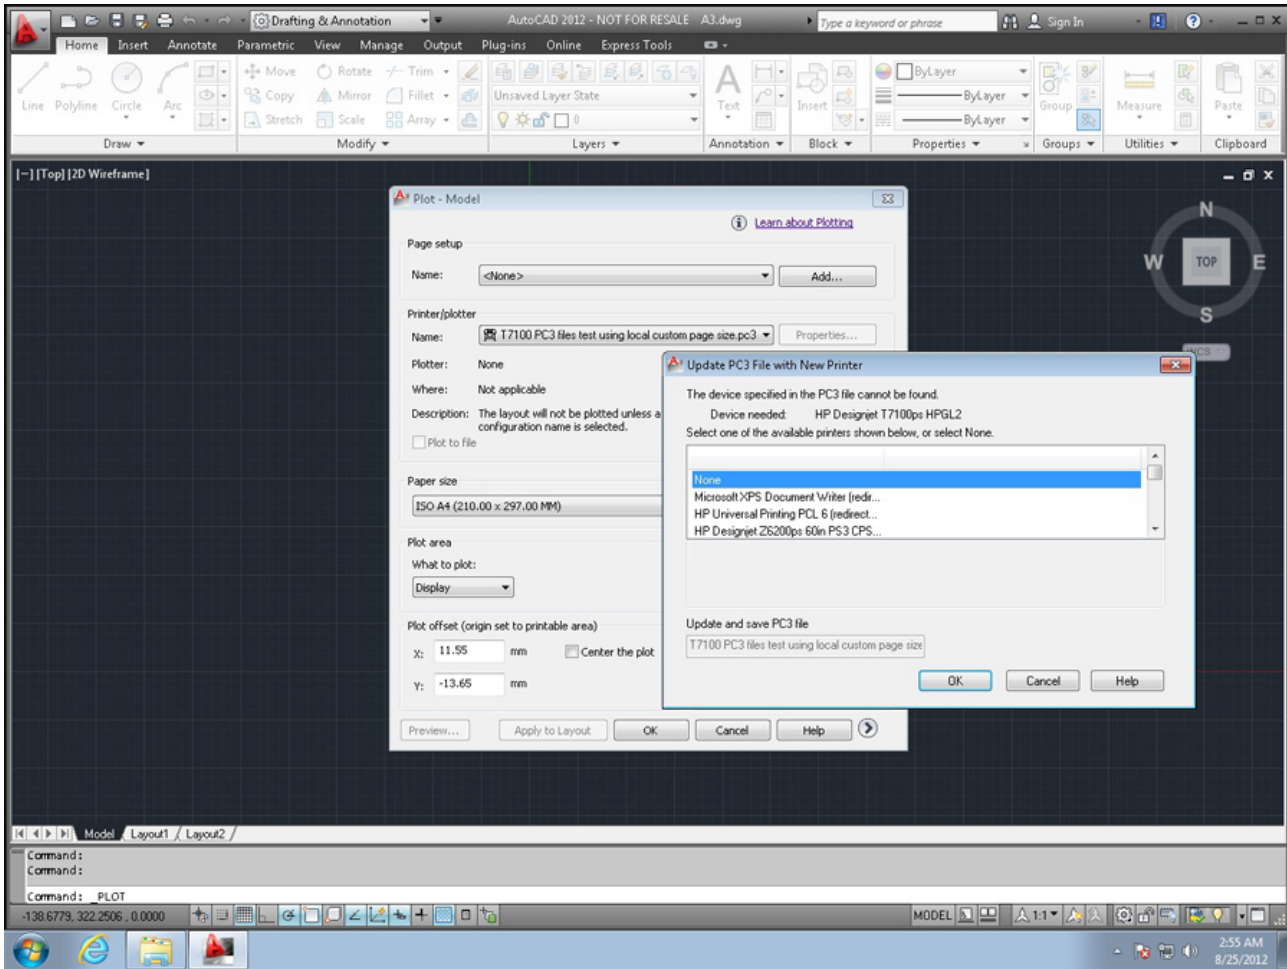 Drafting & Annotation
AutoCAD 2012 - NOT FOR RESALE A3.dwg
Type a keyword or phrase
Sign In
Home Insert Annotate Parametric View Manage Output Plug-ins Online Express Tools
Move Rotate Trim
Unsaved Layer State
ByLayer
Line Polyline Circle Arc
Copy Mirror Fillet
Text
Insert
ByLayer
Group
Measure
Paste
Stretch Scale Array
0
ByLayer
Draw Modify Layers Annotation Block Properties Groups Utilities Clipboard
[−] [Top] [2D Wireframe]
N
W TOP E
S
WCS
Plot - Model
Learn about Plotting
Page setup
Name: <None> Add...
Printer/plotter
Name: T7100 PC3 files test using local custom page size.pc3 Properties...
Plotter: None
Where: Not applicable
Description: The layout will not be plotted unless a
configuration name is selected.
Plot to file
Paper size
ISO A4 (210.00 x 297.00 MM)
Plot area
What to plot:
Display
Plot offset (origin set to printable area)
X: 11.55 mm Center the plot
Y: -13.65 mm
Preview... Apply to Layout OK Cancel Help
Update PC3 File with New Printer
The device specified in the PC3 file cannot be found.
Device needed: HP Designjet T7100ps HPGL2
Select one of the available printers shown below, or select None.
None
Microsoft XPS Document Writer (redir...
HP Universal Printing PCL 6 (redirect...
HP Designjet Z6200ps 60in PS3 CPS...
Update and save PC3 file
T7100 PC3 files test using local custom page size
OK Cancel Help
Model Layout1 Layout2
Command:
Command:
Command: _PLOT
-138.6779, 322.2506 , 0.0000
MODEL
1:1
2:55 AM
8/25/2012